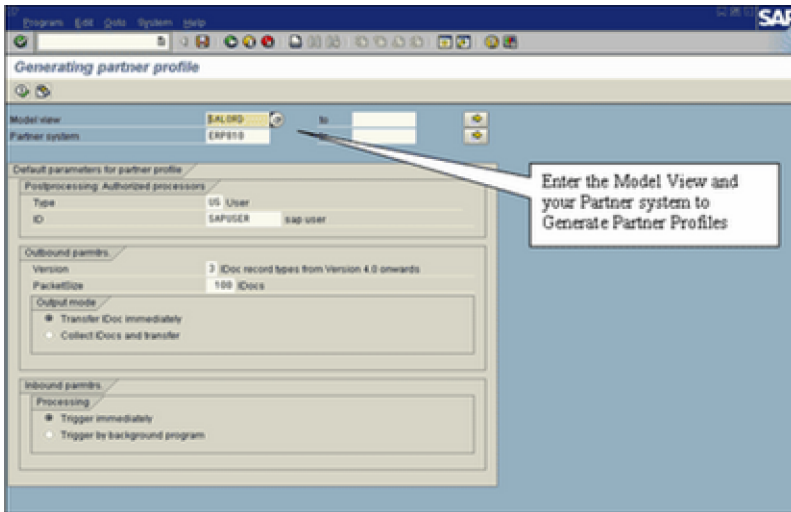 Program Edit Goto System Help
SAP
Generating partner profile
Model view SALORD to
Partner system ERP810 to
Default parameters for partner profile
Postprocessing: Authorized processors
Type US User
ID SAPUSER sap user
Outbound parmtrs.
Version 3 IDoc record types from Version 4.0 onwards
PacketSize 100 IDocs
Output mode
Transfer IDoc immediately
Collect IDocs and transfer
Inbound parmtrs.
Processing
Trigger immediately
Trigger by background program
Enter the Model View and
your Partner system to
Generate Partner Profiles